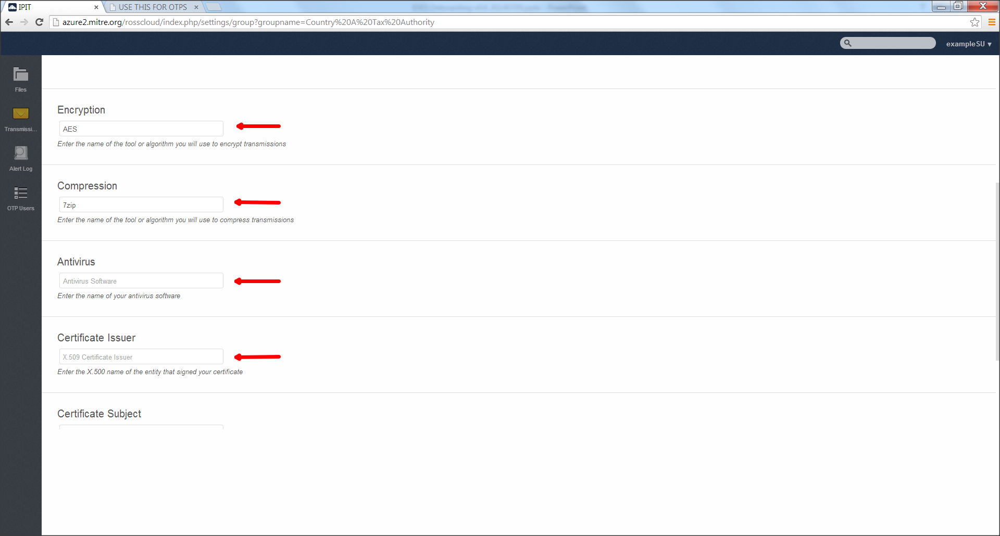 IPIT
USE THIS FOR OTPS
azure2.mitre.org/rosscloud/index.php/settings/group?groupname=Country%20A%20Tax%20Authority
exampleSU ▾
Files
Transmissi...
Alert Log
OTP Users
Encryption
AES
Enter the name of the tool or algorithm you will use to encrypt transmissions
Compression
7zip
Enter the name of the tool or algorithm you will use to compress transmissions
Antivirus
Antivirus Software
Enter the name of your antivirus software
Certificate Issuer
X.509 Certificate Issuer
Enter the X.500 name of the entity that signed your certificate
Certificate Subject